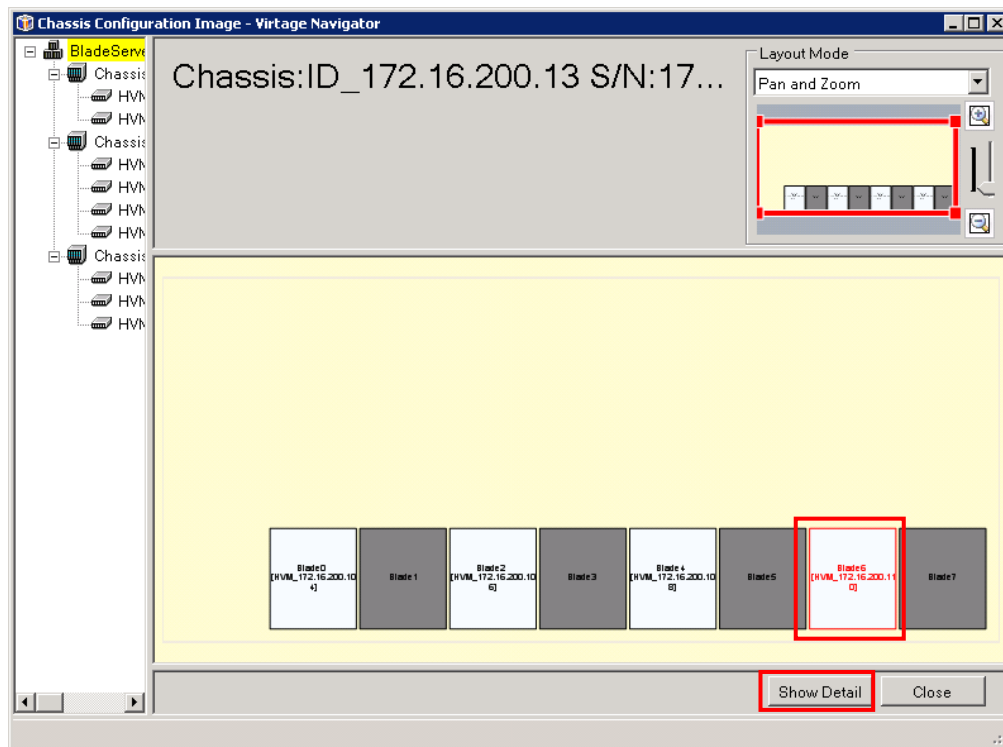 Chassis Configuration Image - Virtage Navigator
BladeServe
Chassis
HVM
HVM
Chassis
HVM
HVM
HVM
HVM
Chassis
HVM
HVM
HVM
Chassis:ID_172.16.200.13 S/N:17...
Layout Mode
Pan and Zoom
Blade0
[HVM_172.16.200.10
4]
Blade1
Blade2
[HVM_172.16.200.10
6]
Blade3
Blade4
[HVM_172.16.200.10
8]
Blade5
Blade6
[HVM_172.16.200.11
0]
Blade7
Show Detail
Close